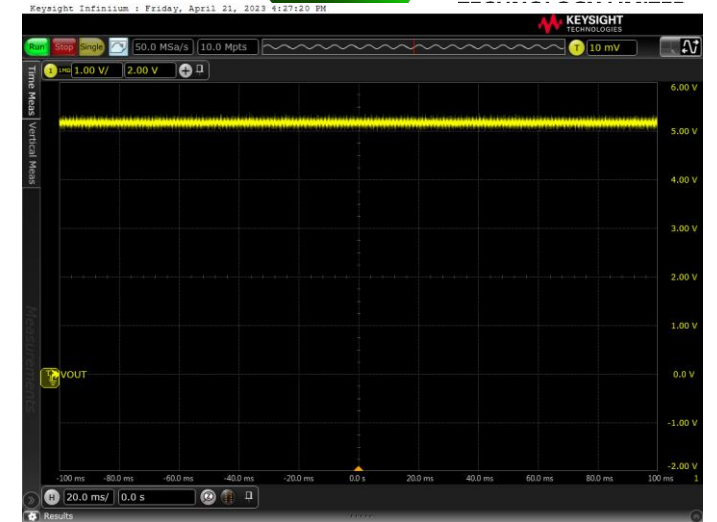 Keysight Infiniium : Friday, April 21, 2023 4:27:20 PM
KEYSIGHT
TECHNOLOGIES
Run Stop Single 50.0 MSa/s 10.0 Mpts T 10 mV
1 1MΩ 1.00 V/ 2.00 V
Time Meas
Vertical Meas
Measurements
6.00 V
5.00 V
4.00 V
3.00 V
2.00 V
1.00 V
VOUT
0.0 V
-1.00 V
-2.00 V
-100 ms -80.0 ms -60.0 ms -40.0 ms -20.0 ms 0.0 s 20.0 ms 40.0 ms 60.0 ms 80.0 ms 100 ms 1
H 20.0 ms/ 0.0 s
Results